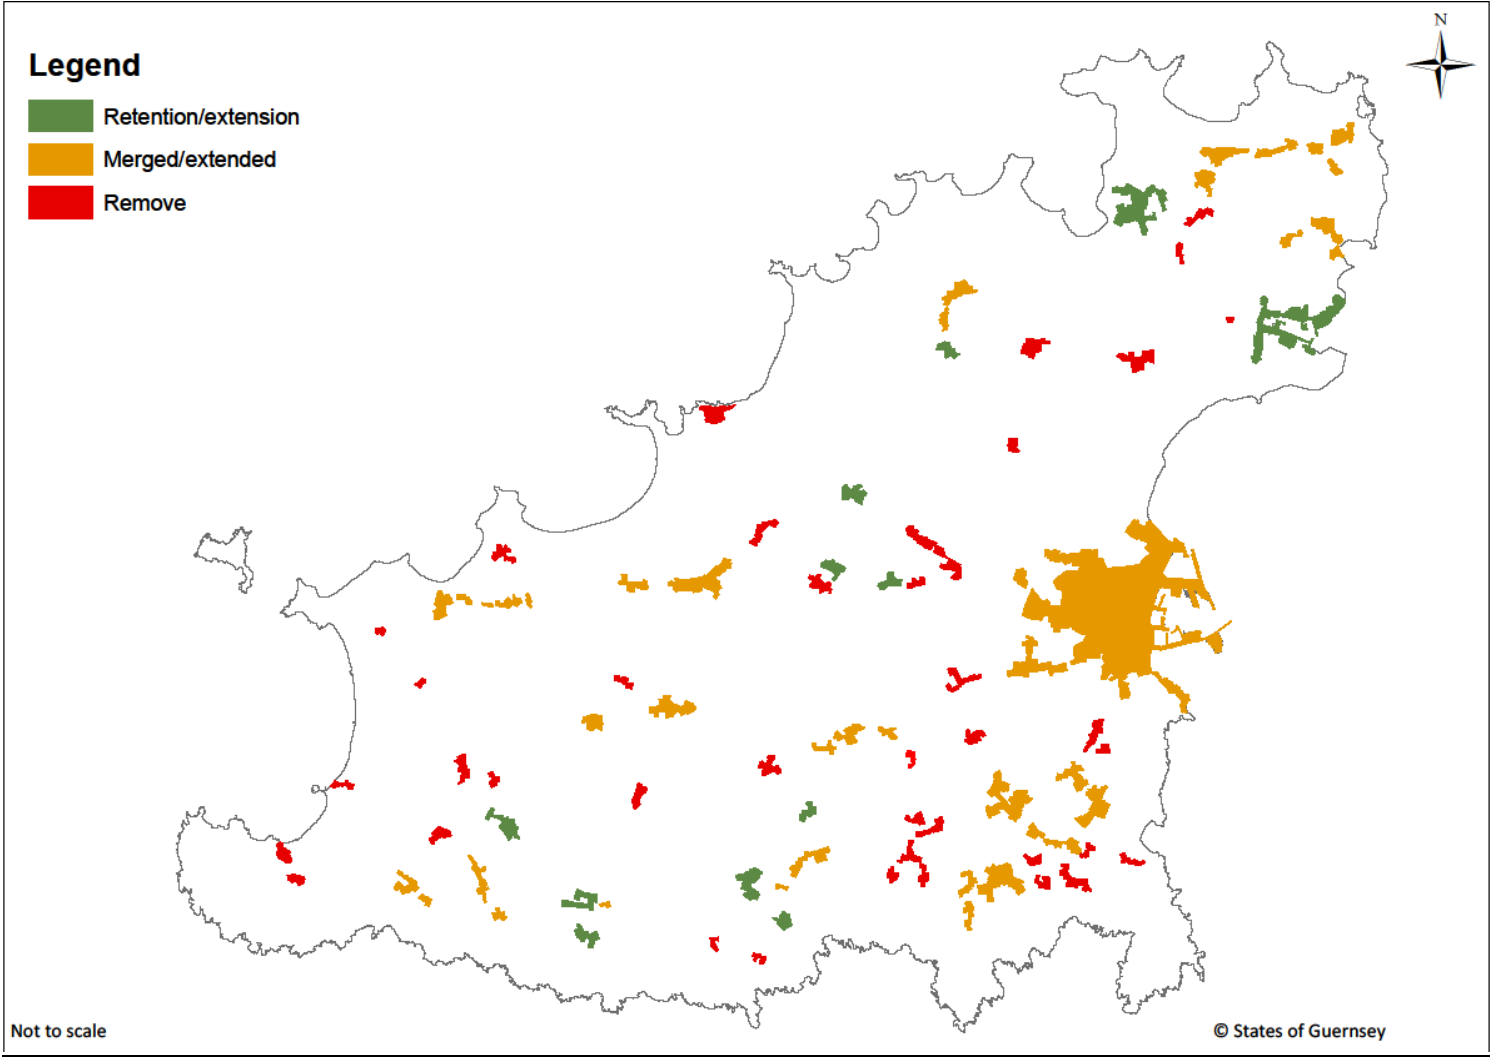 N
Legend
Retention/extension
Merged/extended
Remove
Not to scale
© States of Guernsey